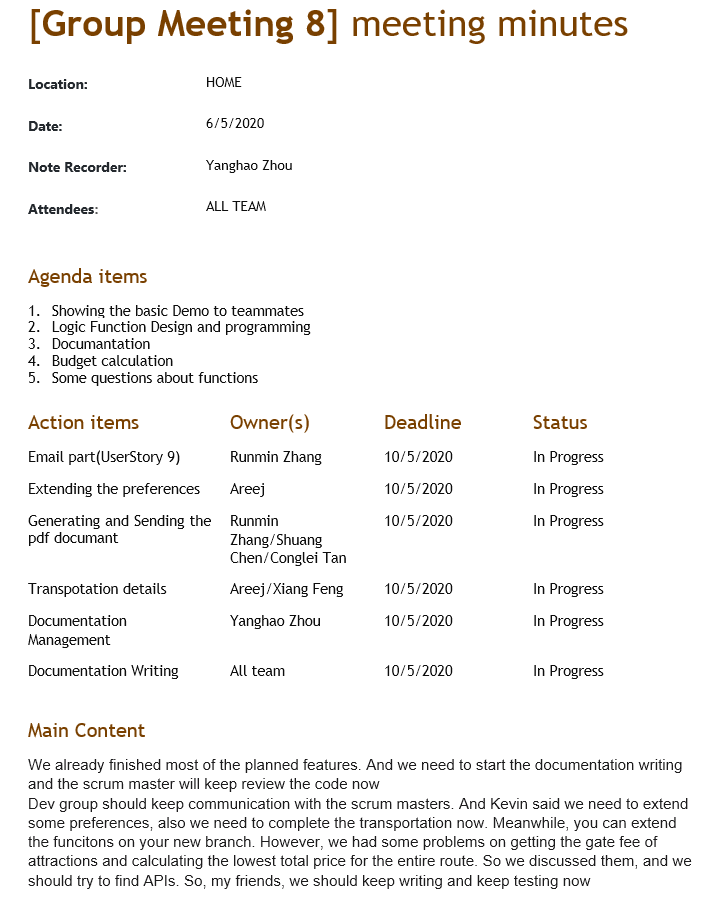 [Group Meeting 8] meeting minutes
Location: HOME
Date: 6/5/2020
Note Recorder: Yanghao Zhou
Attendees: ALL TEAM
Agenda items
1. Showing the basic Demo to teammates
2. Logic Function Design and programming
3. Documantation
4. Budget calculation
5. Some questions about functions
Action items Owner(s) Deadline Status
Email part(UserStory 9) Runmin Zhang 10/5/2020 In Progress
Extending the preferences Areej 10/5/2020 In Progress
Generating and Sending the Runmin 10/5/2020 In Progress
pdf documant Zhang/Shuang
Chen/Conglei Tan
Transpotation details Areej/Xiang Feng 10/5/2020 In Progress
Documentation Yanghao Zhou 10/5/2020 In Progress
Management
Documentation Writing All team 10/5/2020 In Progress
Main Content
We already finished most of the planned features. And we need to start the documentation writing
and the scrum master will keep review the code now
Dev group should keep communication with the scrum masters. And Kevin said we need to extend
some preferences, also we need to complete the transportation now. Meanwhile, you can extend
the funcitons on your new branch. However, we had some problems on getting the gate fee of
attractions and calculating the lowest total price for the entire route. So we discussed them, and we
should try to find APIs. So, my friends, we should keep writing and keep testing now